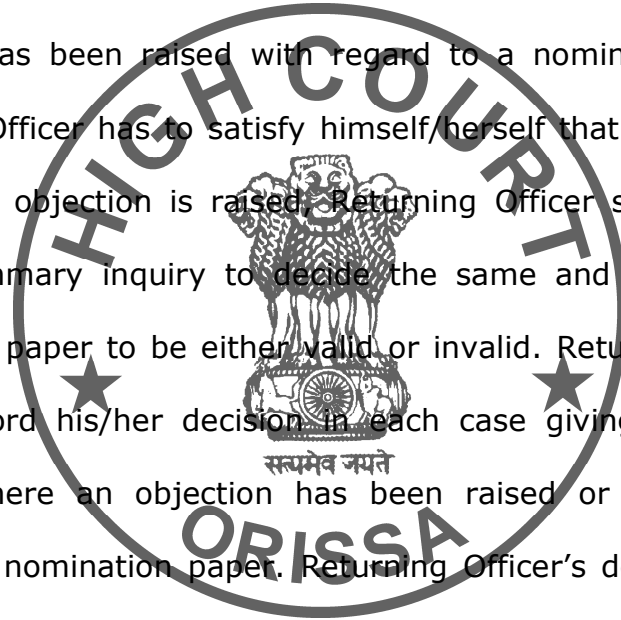 as been raised with regard to a nomin
HIGH COURT
Officer has to satisfy himself/herself that
objection is raised, Returning Officer s
mary inquiry to decide the same and
paper to be either valid or invalid. Retu
ord his/her decision in each case giving
सत्यमेव जयते
here an objection has been raised or
ORISSA
nomination paper. Returning Officer's d